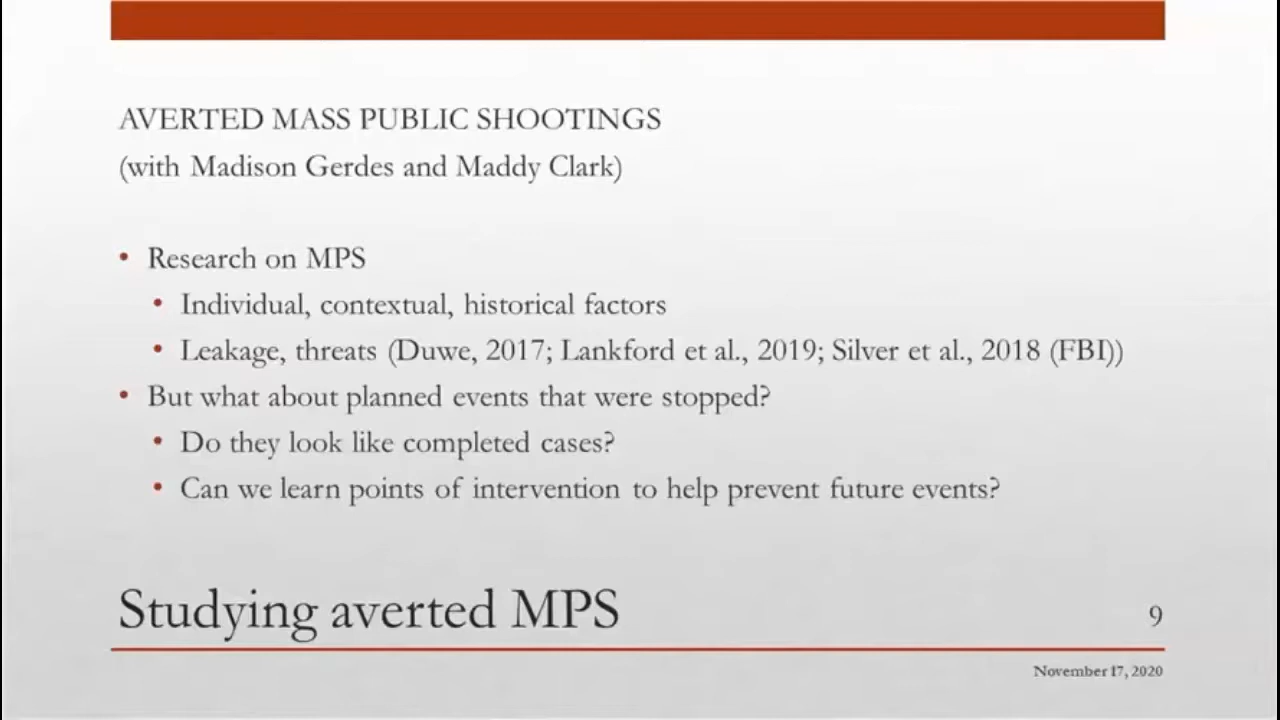 AVERTED MASS PUBLIC SHOOTINGS
(with Madison Gerdes and Maddy Clark)
• Research on MPS
• Individual, contextual, historical factors
• Leakage, threats (Duwe, 2017; Lankford et al., 2019; Silver et al., 2018 (FBI))
• But what about planned events that were stopped?
• Do they look like completed cases?
• Can we learn points of intervention to help prevent future events?
Studying averted MPS
9
November 17, 2020